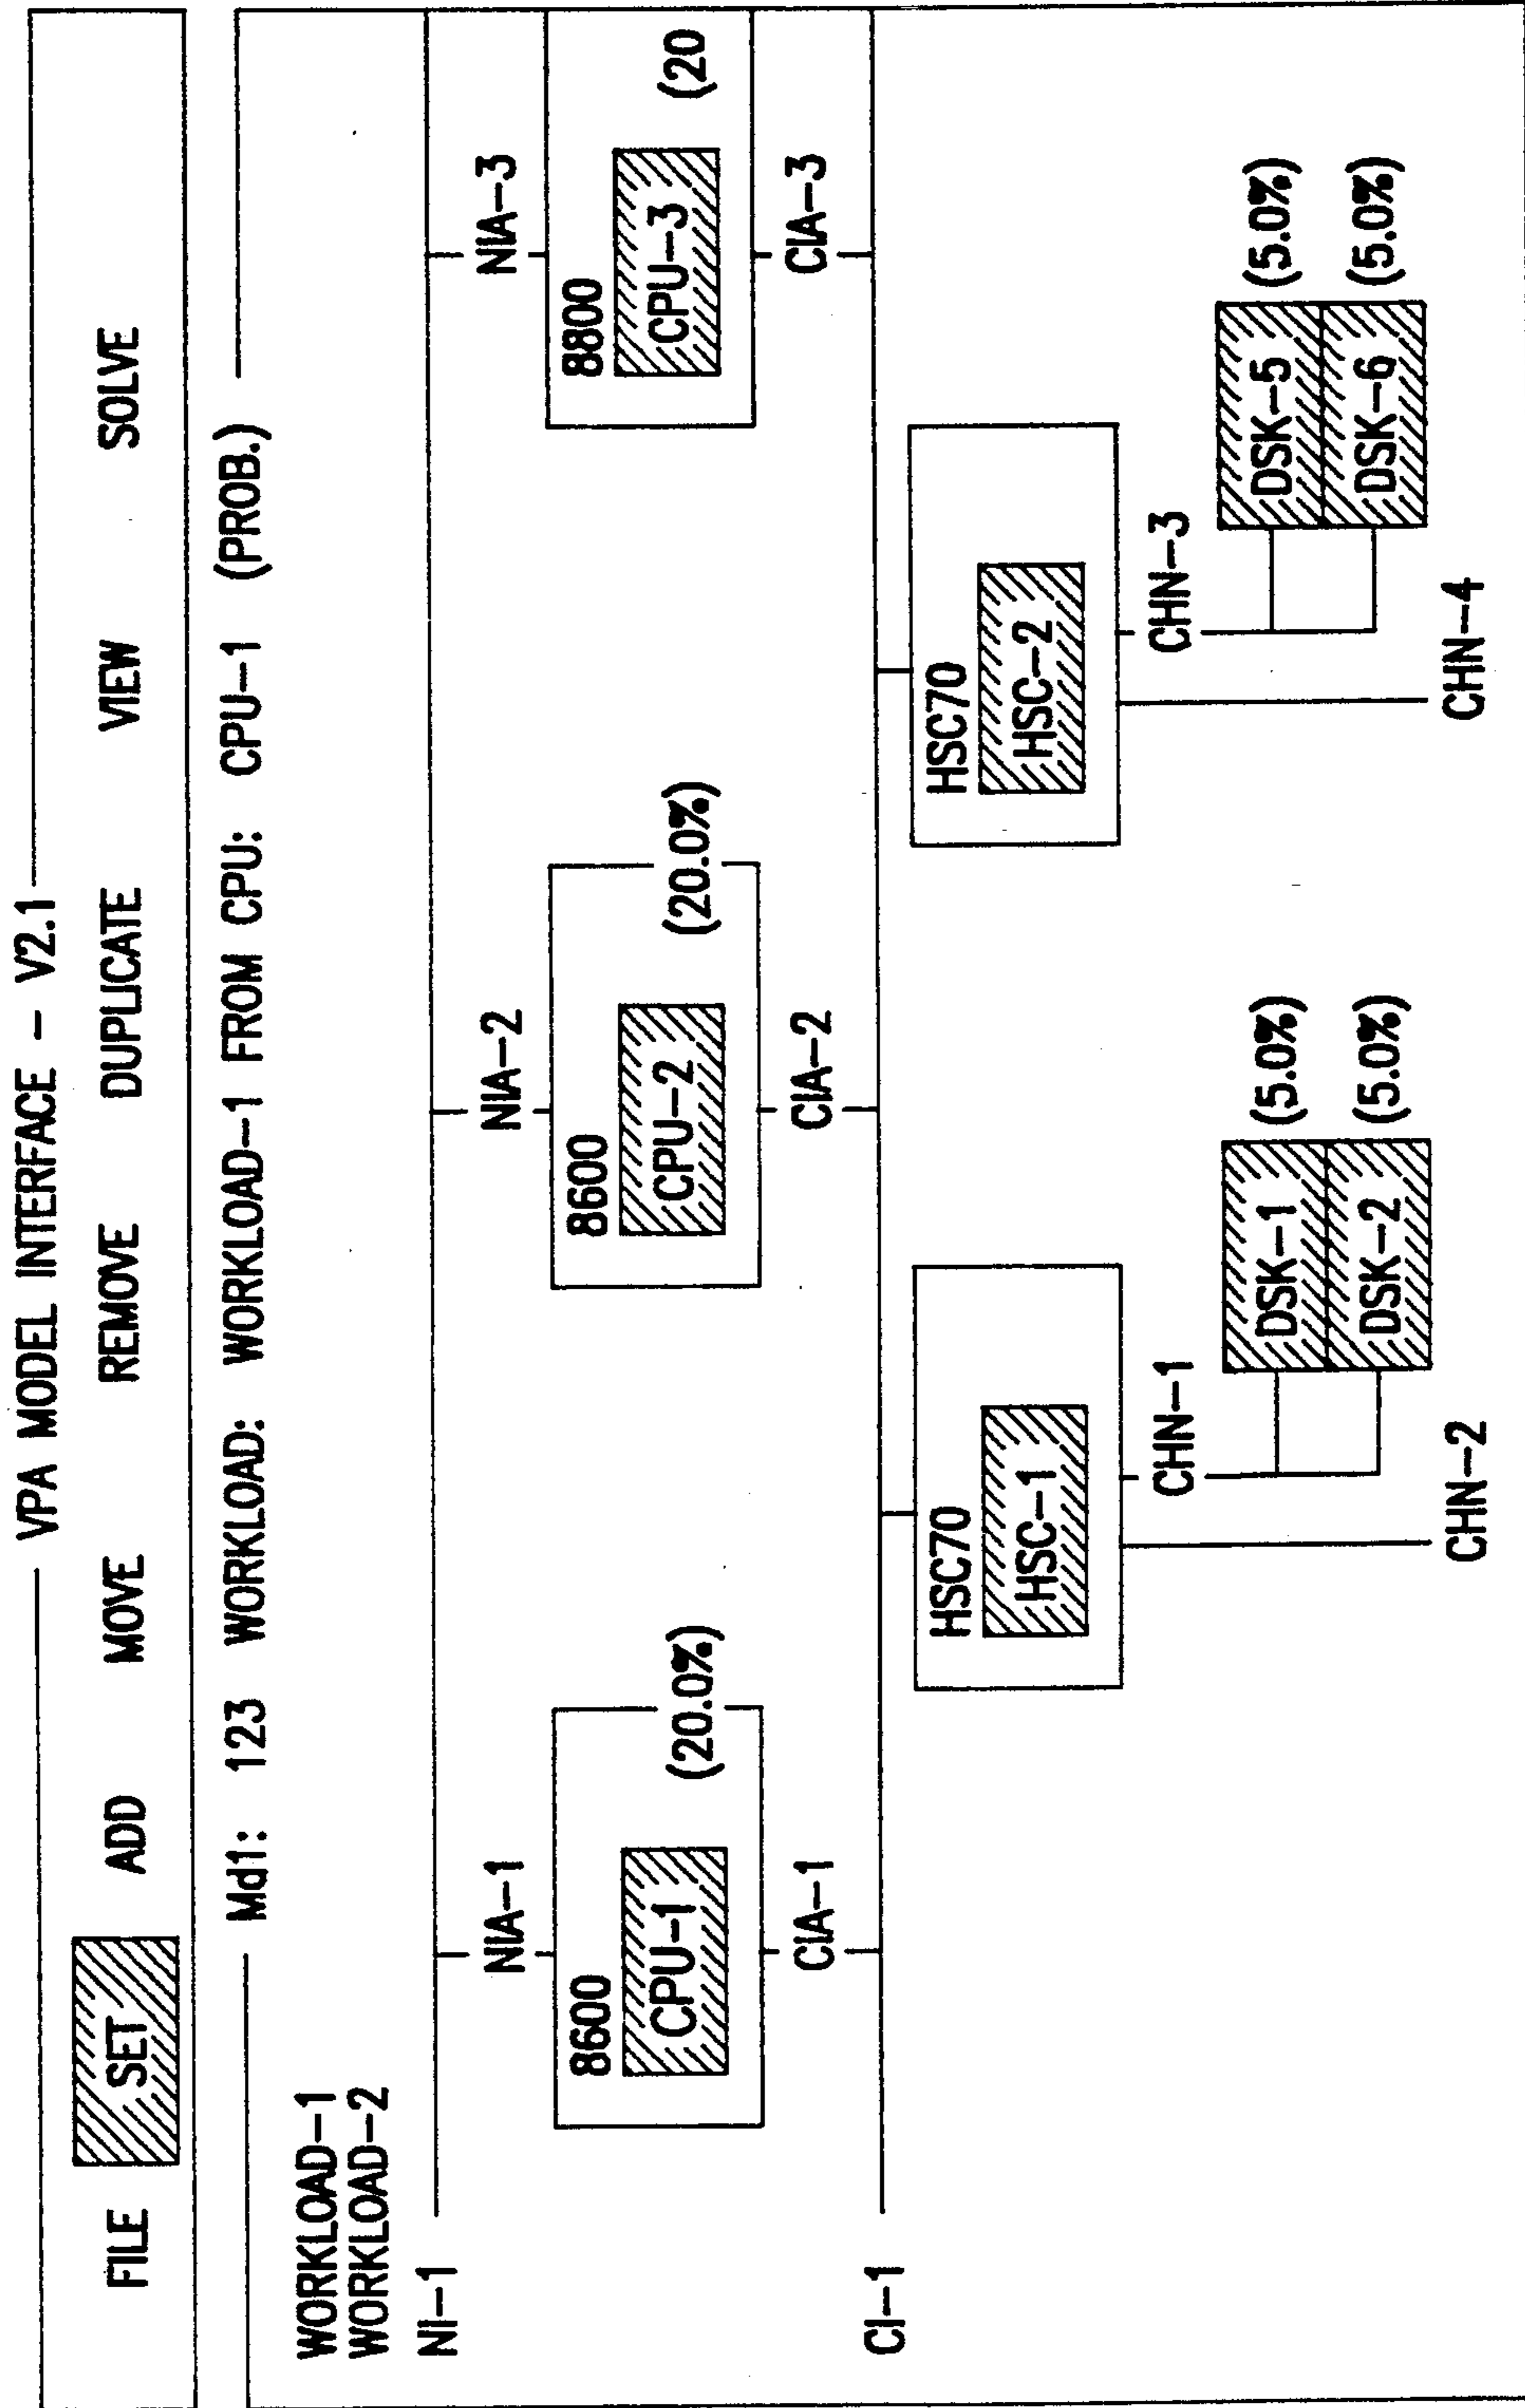 VPA MODEL INTERFACE – V2.1
FILE SET ADD MOVE REMOVE DUPLICATE VIEW SOLVE
Md1: 123 WORKLOAD: WORKLOAD-1 FROM CPU: CPU-1 (PROB.)
WORKLOAD-1
WORKLOAD-2
NI-1
NIA-1 NIA-2 NIA-3
8600 8600 8800
CPU-1 CPU-2 CPU-3
(20.0%) (20.0%) (20
CIA-1 CIA-2 CIA-3
CI-1
HSC70 HSC70
HSC-1 HSC-2
CHN-1 CHN-3
DSK-1 (5.0%) DSK-5 (5.0%)
DSK-2 (5.0%) DSK-6 (5.0%)
CHN-2 CHN-4